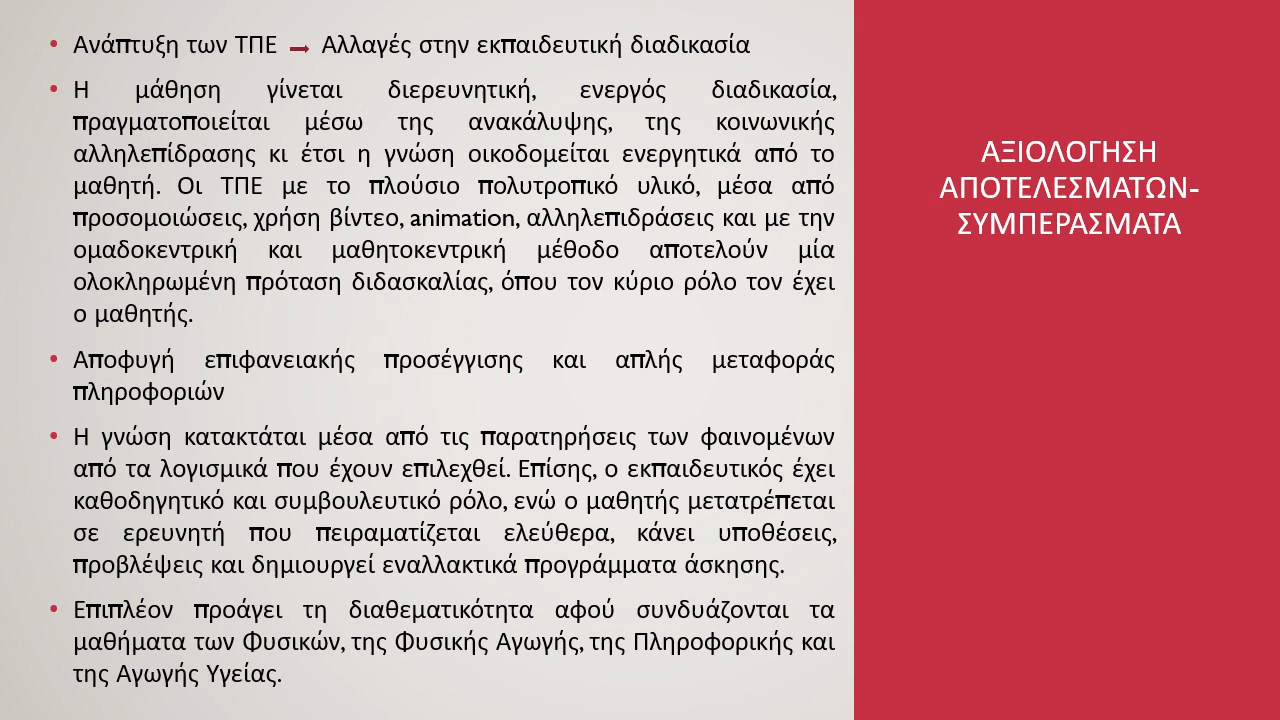 • Ανάπτυξη των ΤΠΕ → Αλλαγές στην εκπαιδευτική διαδικασία
• Η μάθηση γίνεται διερευνητική, ενεργός διαδικασία,
πραγματοποιείται μέσω της ανακάλυψης, της κοινωνικής
αλληλεπίδρασης κι έτσι η γνώση οικοδομείται ενεργητικά από το
μαθητή. Οι ΤΠΕ με το πλούσιο πολυτροπικό υλικό, μέσα από
προσομοιώσεις, χρήση βίντεο, animation, αλληλεπιδράσεις και με την
ομαδοκεντρική και μαθητοκεντρική μέθοδο αποτελούν μία
ολοκληρωμένη πρόταση διδασκαλίας, όπου τον κύριο ρόλο τον έχει
ο μαθητής.
• Αποφυγή επιφανειακής προσέγγισης και απλής μεταφοράς
πληροφοριών
• Η γνώση κατακτάται μέσα από τις παρατηρήσεις των φαινομένων
από τα λογισμικά που έχουν επιλεχθεί. Επίσης, ο εκπαιδευτικός έχει
καθοδηγητικό και συμβουλευτικό ρόλο, ενώ ο μαθητής μετατρέπεται
σε ερευνητή που πειραματίζεται ελεύθερα, κάνει υποθέσεις,
προβλέψεις και δημιουργεί εναλλακτικά προγράμματα άσκησης.
• Επιπλέον προάγει τη διαθεματικότητα αφού συνδυάζονται τα
μαθήματα των Φυσικών, της Φυσικής Αγωγής, της Πληροφορικής και
της Αγωγής Υγείας.
ΑΞΙΟΛΟΓΗΣΗ
ΑΠΟΤΕΛΕΣΜΑΤΩΝ-
ΣΥΜΠΕΡΑΣΜΑΤΑ